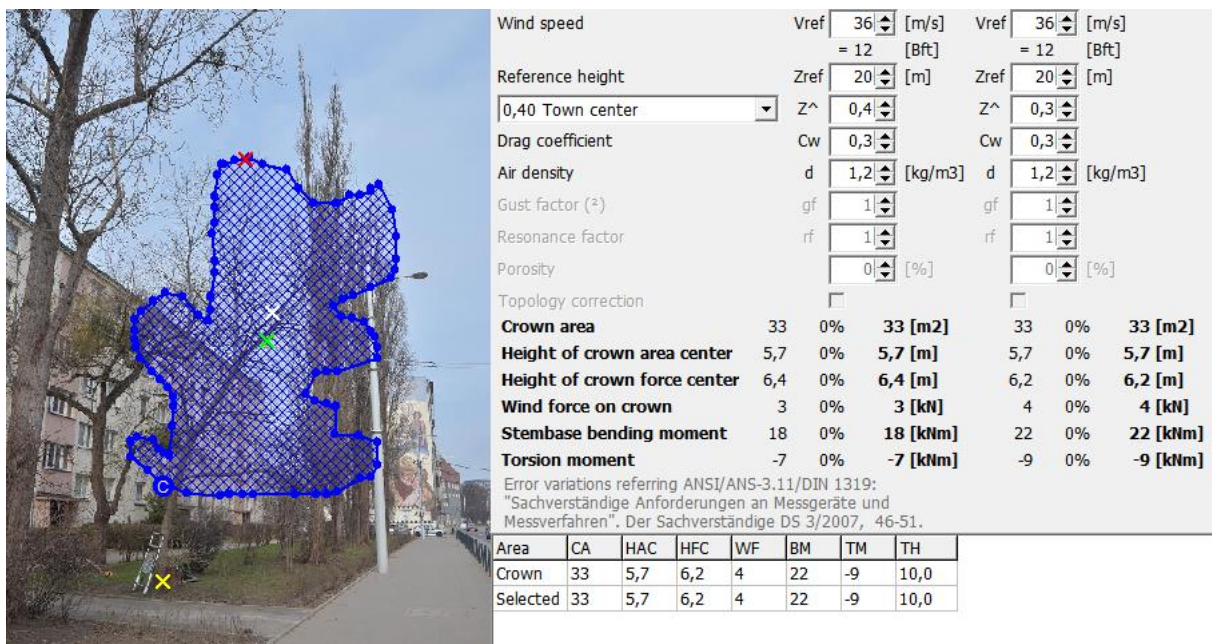 Wind speed Vref 36 [m/s] Vref 36 [m/s]
= 12 [Bft] = 12 [Bft]
Reference height Zref 20 [m] Zref 20 [m]
0,40 Town center Z^ 0,4 Z^ 0,3
Drag coefficient Cw 0,3 Cw 0,3
Air density d 1,2 [kg/m3] d 1,2 [kg/m3]
Gust factor (²) gf 1 gf 1
Resonance factor rf 1 rf 1
Porosity 0 [%] 0 [%]
Topology correction
Crown area 33 0% 33 [m2] 33 0% 33 [m2]
Height of crown area center 5,7 0% 5,7 [m] 5,7 0% 5,7 [m]
Height of crown force center 6,4 0% 6,4 [m] 6,2 0% 6,2 [m]
Wind force on crown 3 0% 3 [kN] 4 0% 4 [kN]
Stembase bending moment 18 0% 18 [kNm] 22 0% 22 [kNm]
Torsion moment -7 0% -7 [kNm] -9 0% -9 [kNm]
Error variations referring ANSI/ANS-3.11/DIN 1319:
"Sachverständige Anforderungen an Messgeräte und
Messverfahren". Der Sachverständige DS 3/2007, 46-51.
Area CA HAC HFC WF BM TM TH
Crown 33 5,7 6,2 4 22 -9 10,0
Selected 33 5,7 6,2 4 22 -9 10,0
C